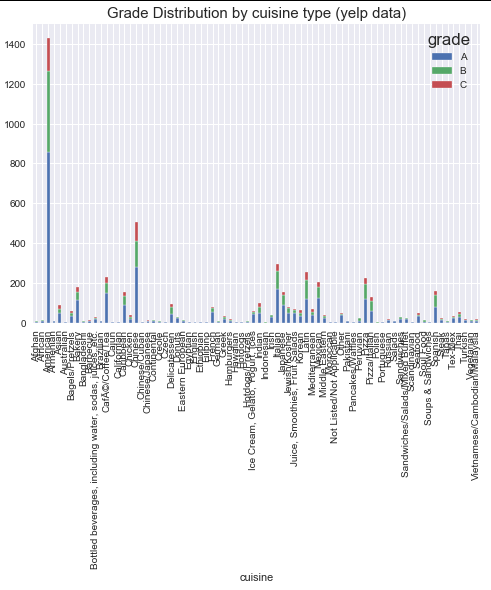 Grade Distribution by cuisine type (yelp data)
grade
A
B
C
1400
1200
1000
800
600
400
200
0
Afghan
African
American
Armenian
Asian
Australian
Bagels/Pretzels
Bakery
Bangladeshi
Barbecue
Bottled beverages, including water, sodas, juices, etc.
Brazilian
CafÃ©/Coffee/Tea
Cajun
Californian
Caribbean
Chicken
Chinese
Chinese/Cuban
Chinese/Japanese
Continental
Creole
Czech
Delicatessen
Donuts
Eastern European
Egyptian
English
Ethiopian
Filipino
French
German
Greek
Hamburgers
Hawaiian
Hotdogs
Hotdogs/Pretzels
Ice Cream, Gelato, Yogurt, Ices
Indian
Indonesian
Irish
Italian
Japanese
Jewish/Kosher
Juice, Smoothies, Fruit Salads
Korean
Latin
Mediterranean
Mexican
Middle Eastern
Moroccan
Not Listed/Not Applicable
Other
Pakistani
Pancakes/Waffles
Peruvian
Pizza
Pizza/Italian
Polish
Portuguese
Russian
Salads
Sandwiches
Sandwiches/Salads/Mixed Buffet
Scandinavian
Seafood
Soul Food
Soups & Sandwiches
Spanish
Steak
Tapas
Tex-Mex
Thai
Turkish
Vegetarian
Vietnamese/Cambodian/Malaysia
cuisine